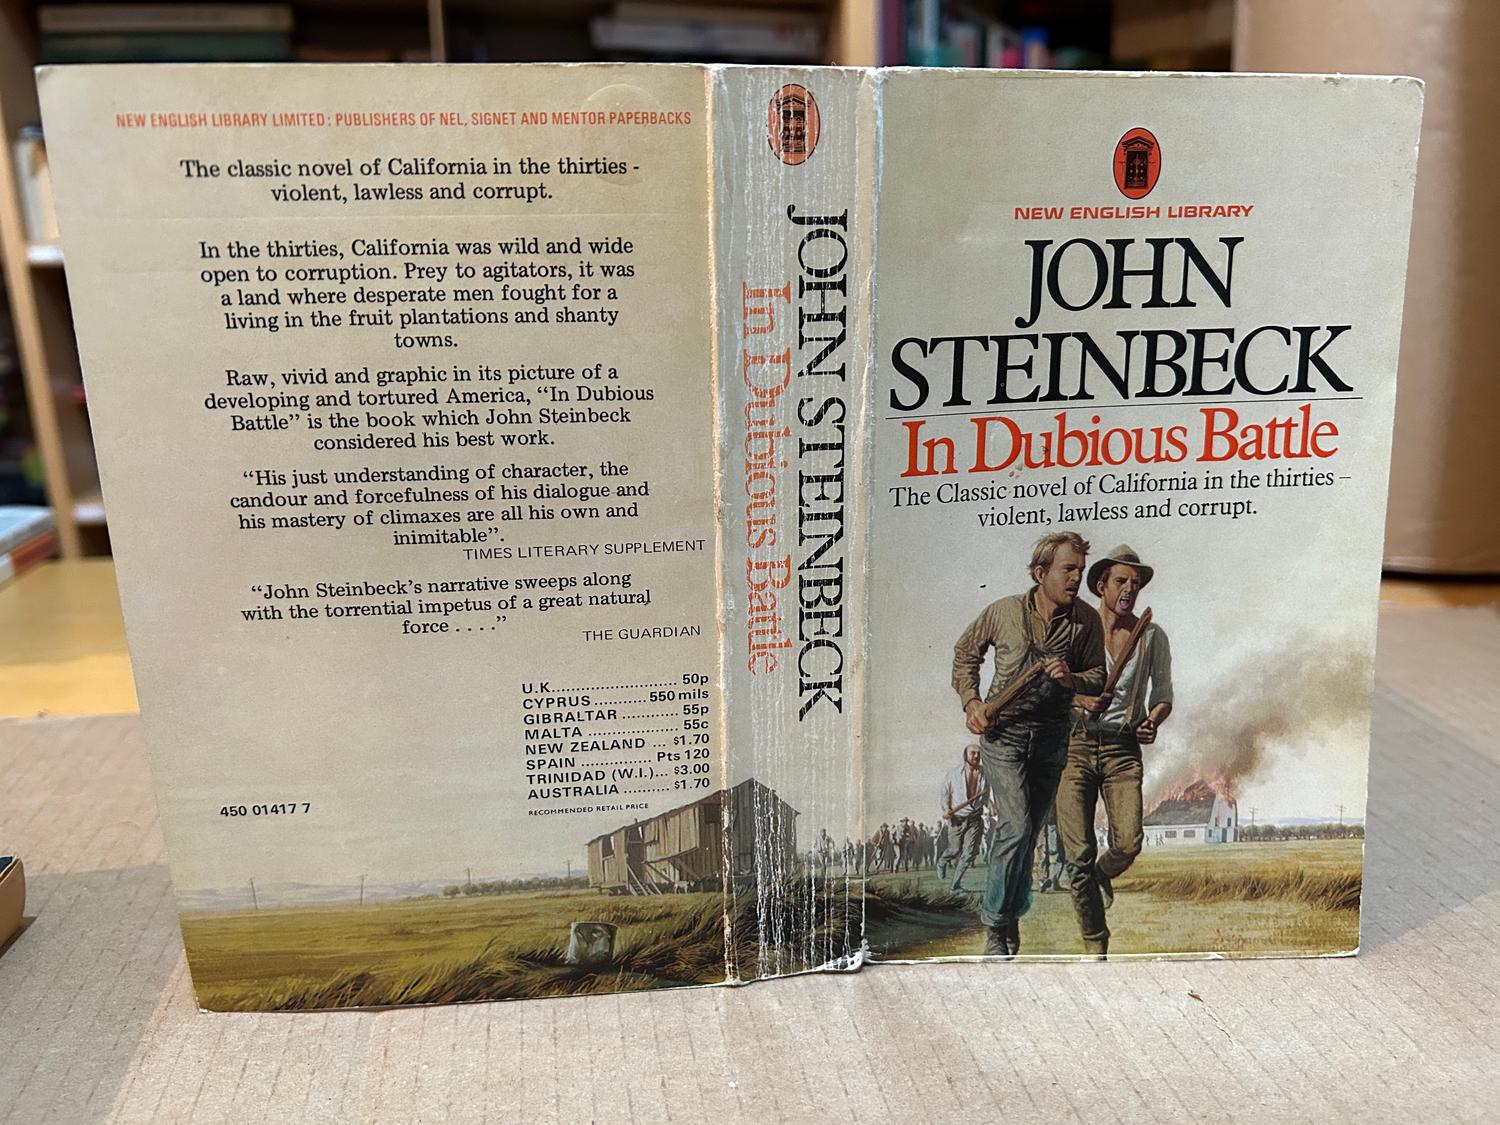 NEW ENGLISH LIBRARY LIMITED: PUBLISHERS OF NEL, SIGNET AND MENTOR PAPERBACKS
The classic novel of California in the thirties -
violent, lawless and corrupt.
In the thirties, California was wild and wide
open to corruption. Prey to agitators, it was
a land where desperate men fought for a
living in the fruit plantations and shanty
towns.
Raw, vivid and graphic in its picture of a
developing and tortured America, “In Dubious
Battle” is the book which John Steinbeck
considered his best work.
“His just understanding of character, the
candour and forcefulness of his dialogue and
his mastery of climaxes are all his own and
inimitable”.
TIMES LITERARY SUPPLEMENT
“John Steinbeck’s narrative sweeps along
with the torrential impetus of a great natural
force . . . .”
THE GUARDIAN
U.K.......................... 50p
CYPRUS ........... 550 mils
GIBRALTAR ............ 55p
MALTA ................... 55c
NEW ZEALAND ... $1.70
SPAIN ............... Pts 120
TRINIDAD (W.I.)... $3.00
AUSTRALIA .......... $1.70
RECOMMENDED RETAIL PRICE
450 01417 7
JOHN STEINBECK
In Dubious Battle
NEW ENGLISH LIBRARY
JOHN
STEINBECK
In Dubious Battle
The Classic novel of California in the thirties –
violent, lawless and corrupt.